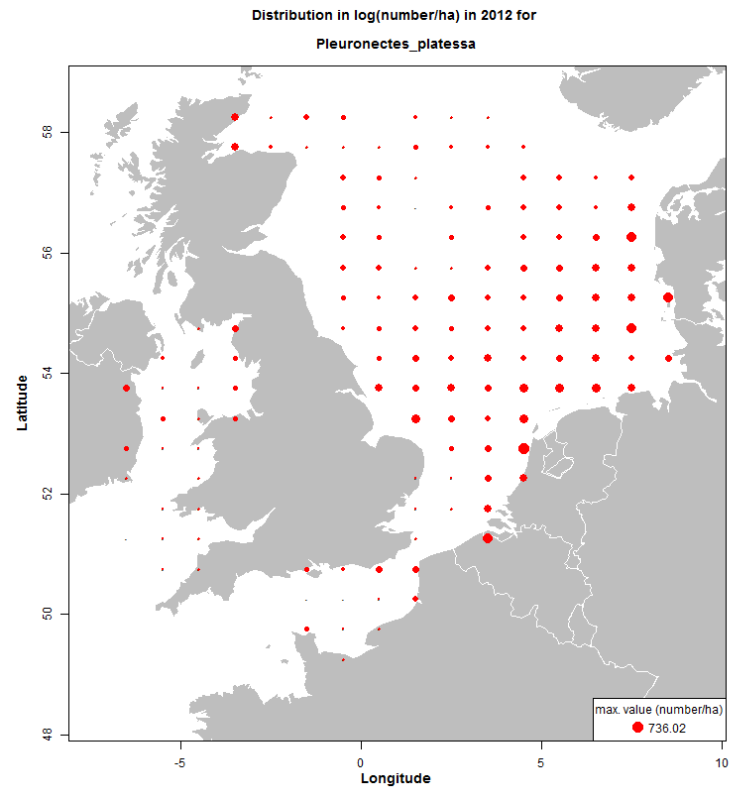 Distribution in log(number/ha) in 2012 for
Pleuronectes_platessa
Latitude
58
56
54
52
50
48
-5
0
5
10
Longitude
max. value (number/ha)
736.02